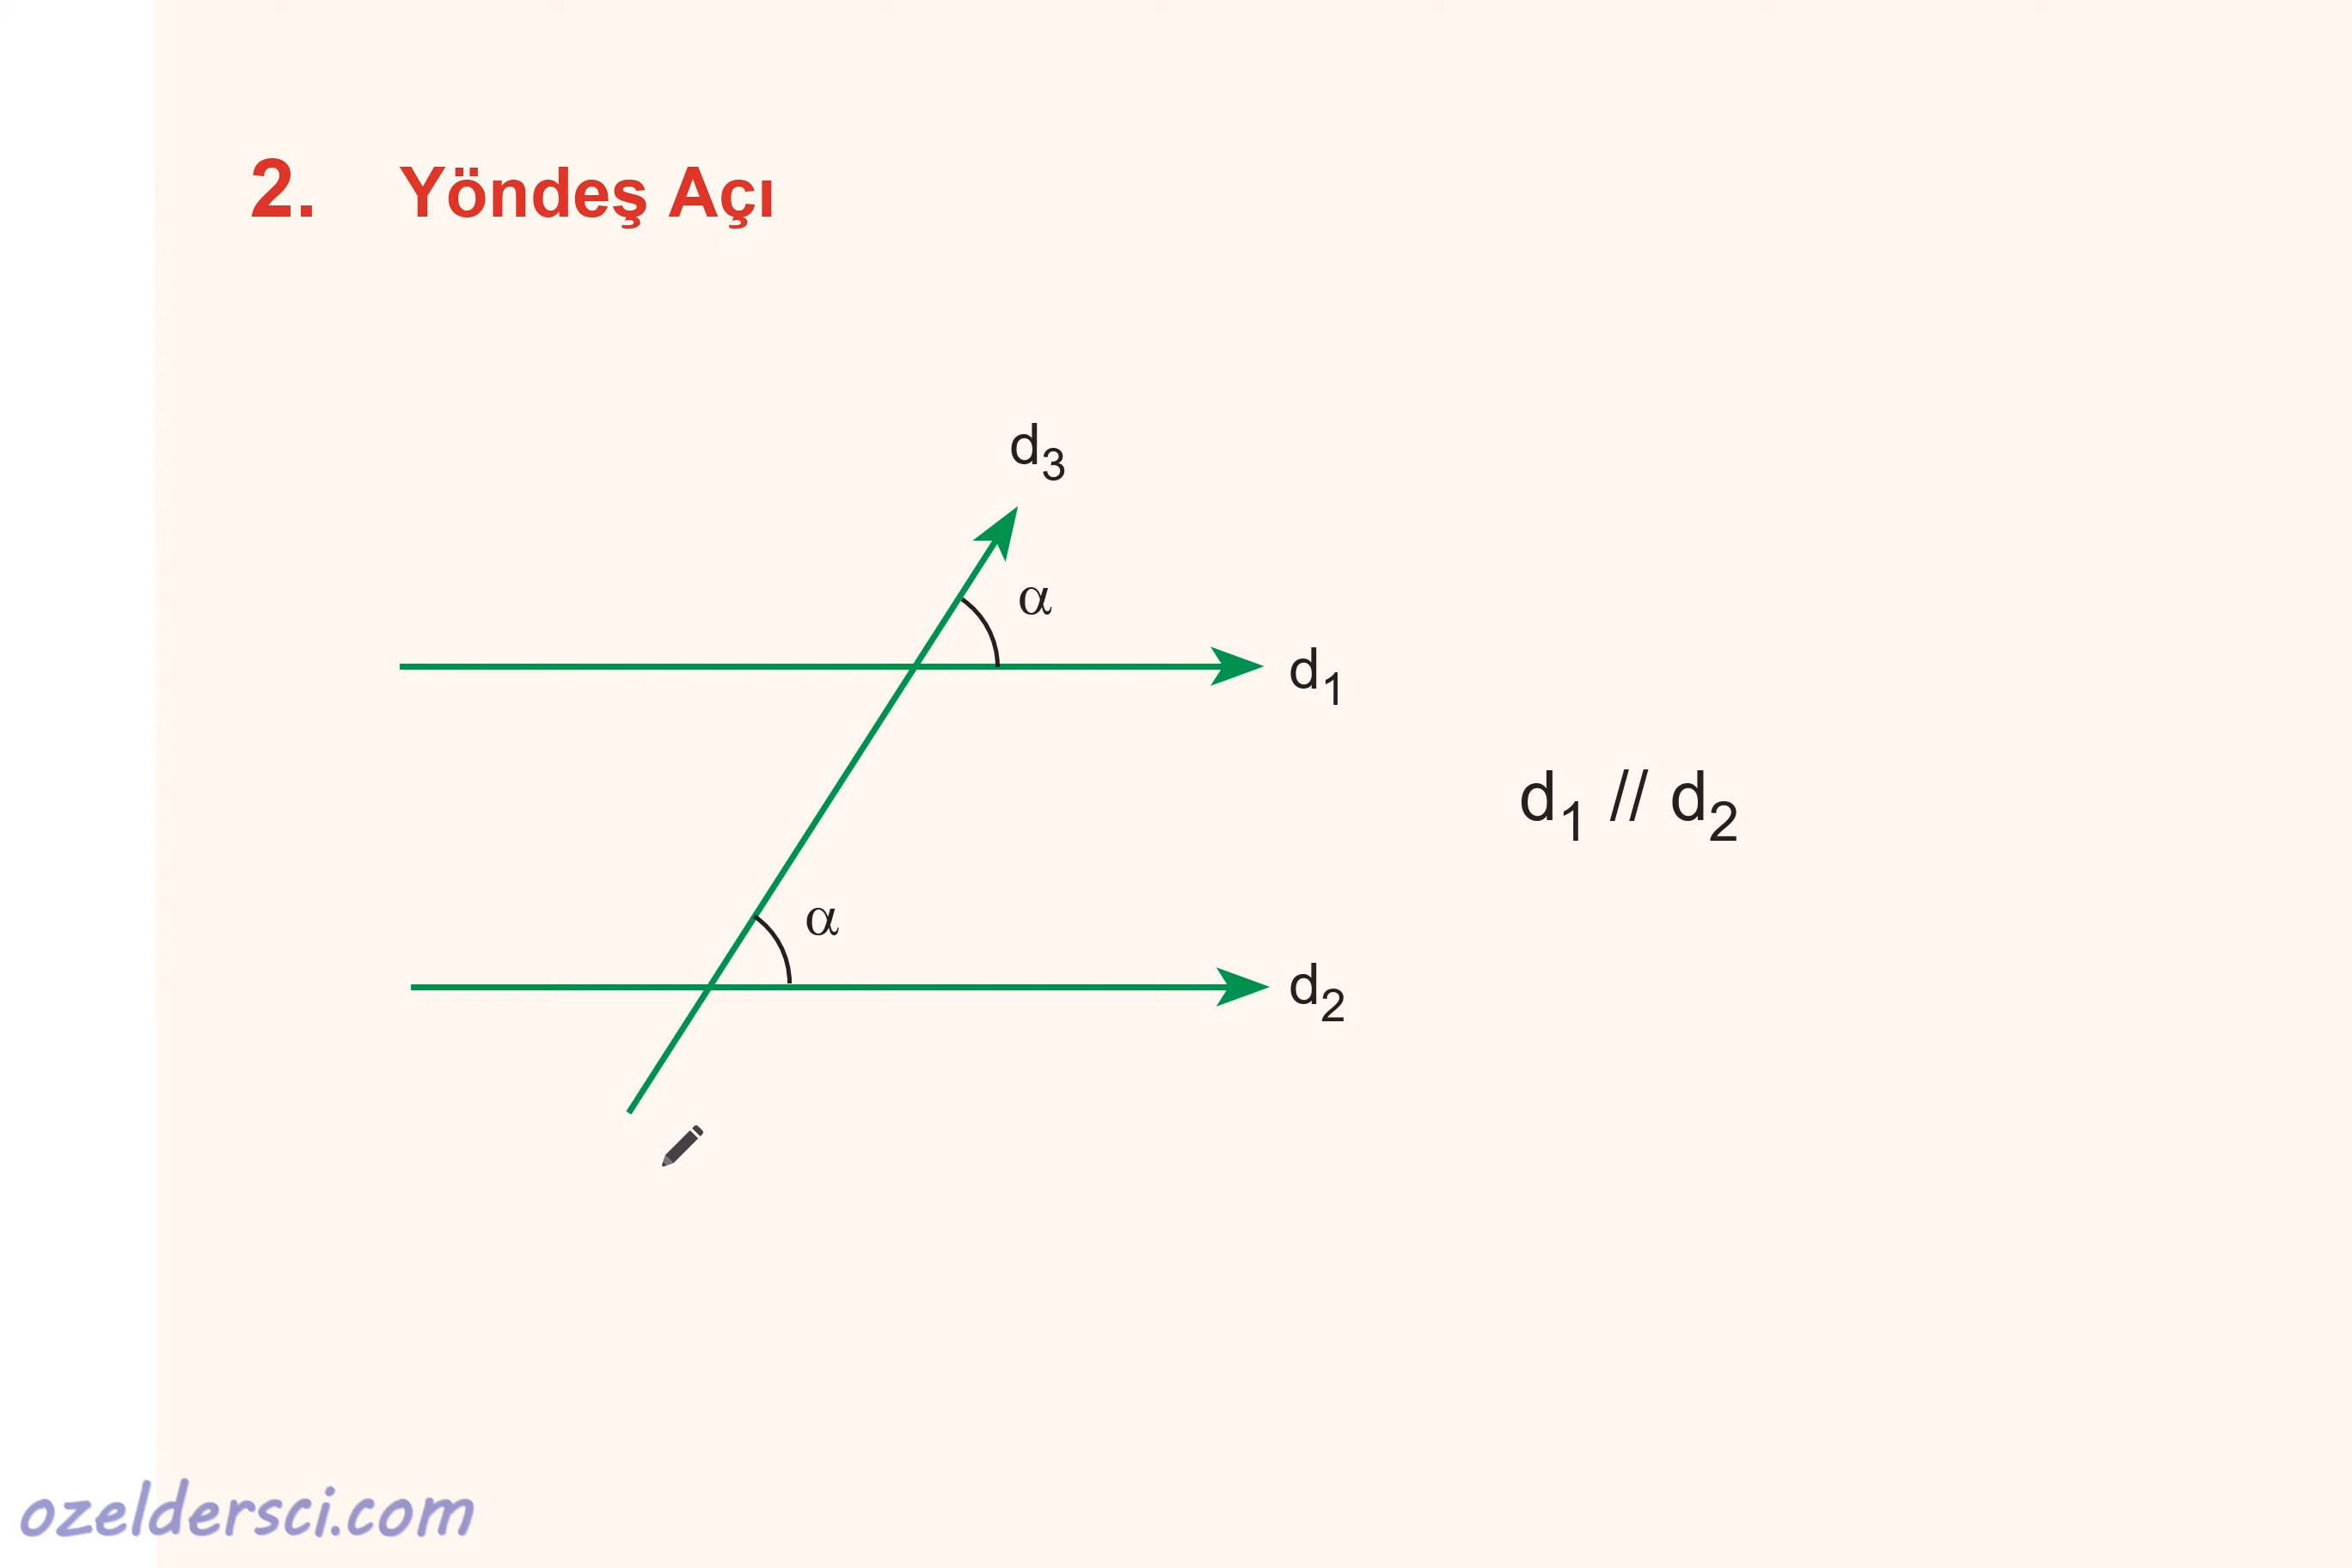 2. Yöndeş Açı
d₃
α
d₁
d₁ // d₂
α
d₂
ozeldersci.com